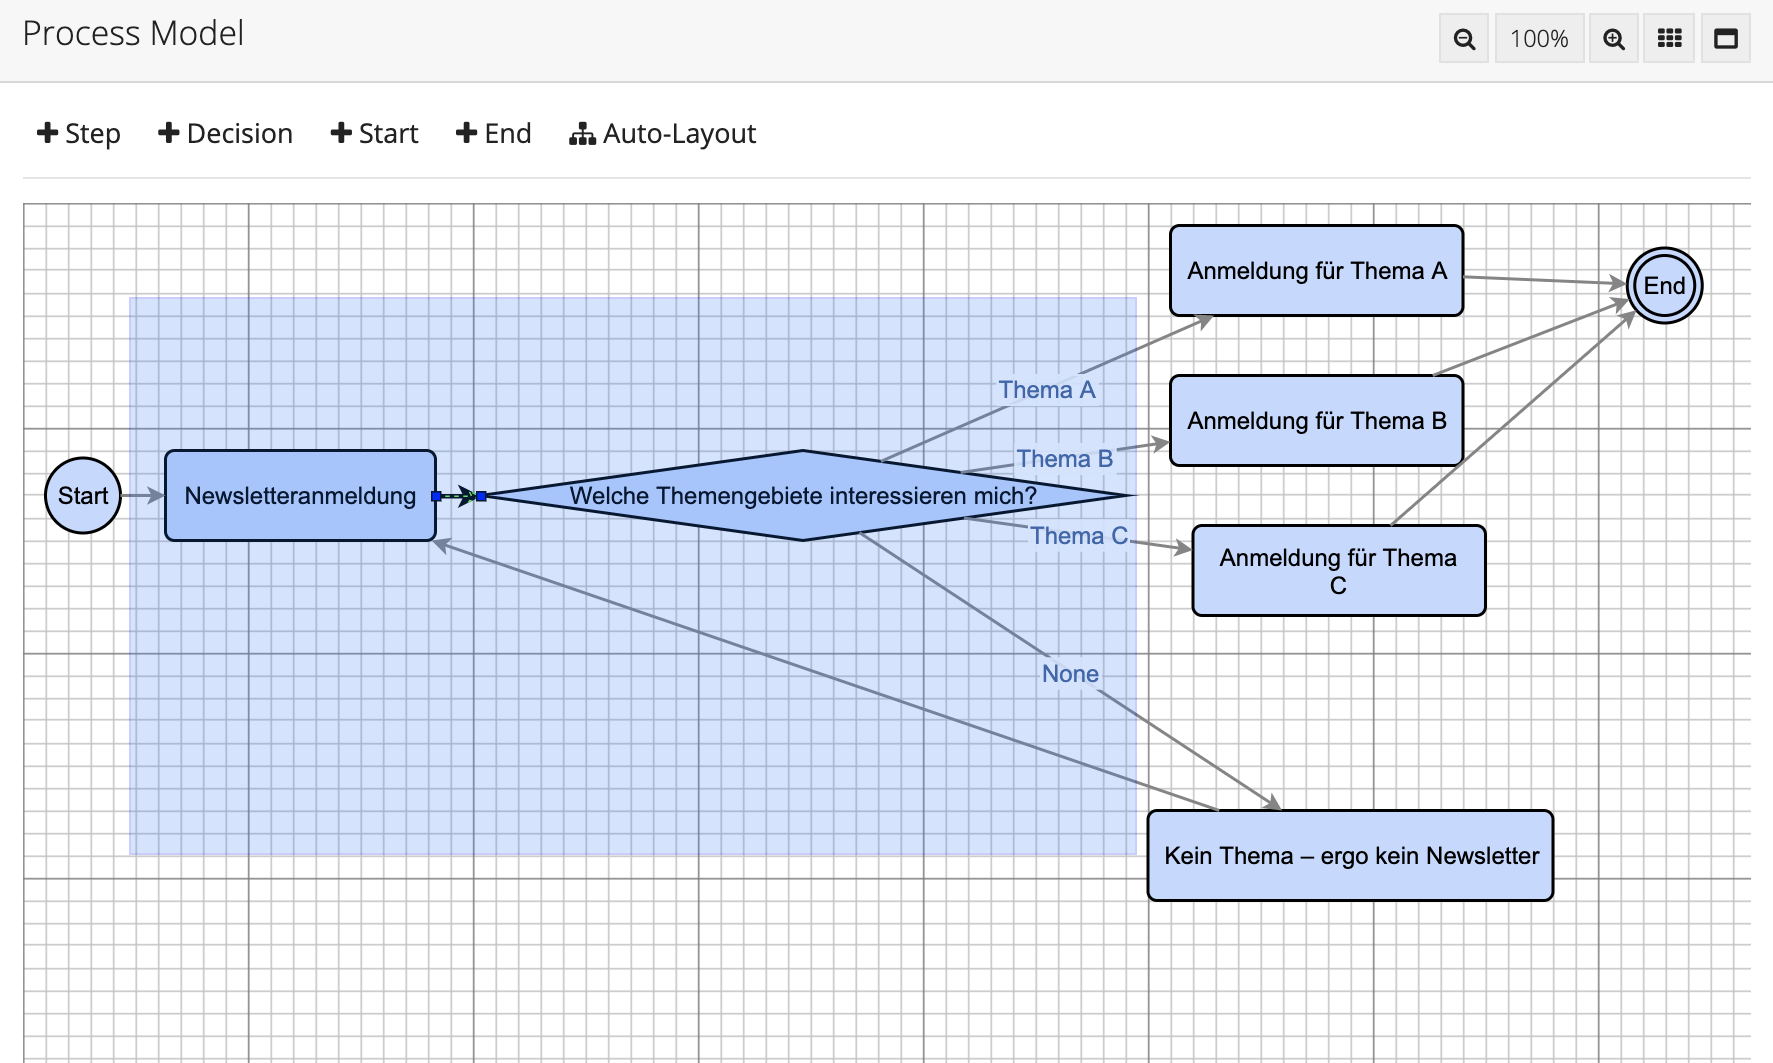 Process Model
100%
Step
Decision
Start
End
Auto-Layout
Anmeldung für Thema A
End
Thema A
Anmeldung für Thema B
Thema B
Start
Newsletteranmeldung
Welche Themengebiete interessieren mich?
Thema C
Anmeldung für Thema
C
None
Kein Thema – ergo kein Newsletter